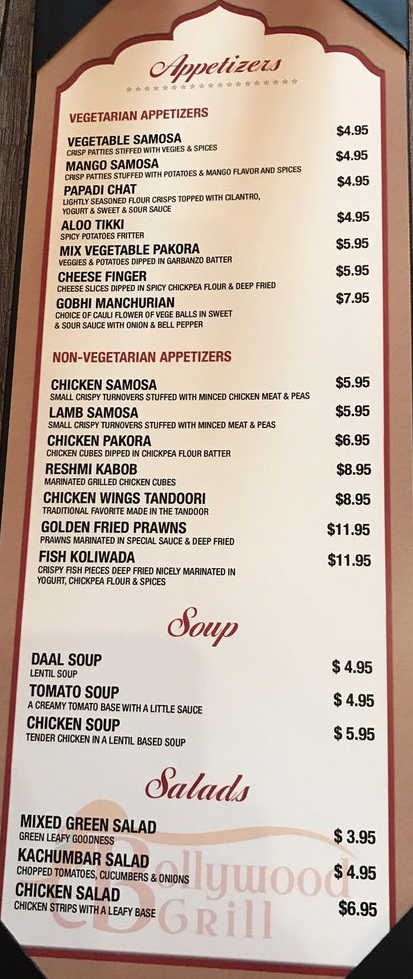 Appetizers
VEGETARIAN APPETIZERS
VEGETABLE SAMOSA $4.95
CRISP PATTIES STIFFED WITH VEGIES & SPICES
MANGO SAMOSA $4.95
CRISP PATTIES STUFFED WITH POTATOES & MANGO FLAVOR AND SPICES
PAPADI CHAT $4.95
LIGHTLY SEASONED FLOUR CRISPS TOPPED WITH CILANTRO,
YOGURT & SWEET & SOUR SAUCE
ALOO TIKKI $4.95
SPICY POTATOES FRITTER
MIX VEGETABLE PAKORA $5.95
VEGGIES & POTATOES DIPPED IN GARBANZO BATTER
CHEESE FINGER $5.95
CHEESE SLICES DIPPED IN SPICY CHICKPEA FLOUR & DEEP FRIED
GOBHI MANCHURIAN $7.95
CHOICE OF CAULI FLOWER OF VEGE BALLS IN SWEET
& SOUR SAUCE WITH ONION & BELL PEPPER
NON-VEGETARIAN APPETIZERS
CHICKEN SAMOSA $5.95
SMALL CRISPY TURNOVERS STUFFED WITH MINCED CHICKEN MEAT & PEAS
LAMB SAMOSA $5.95
SMALL CRISPY TURNOVERS STUFFED WITH MINCED MEAT & PEAS
CHICKEN PAKORA $6.95
CHICKEN CUBES DIPPED IN CHICKPEA FLOUR BATTER
RESHMI KABOB $8.95
MARINATED GRILLED CHICKEN CUBES
CHICKEN WINGS TANDOORI $8.95
TRADITIONAL FAVORITE MADE IN THE TANDOOR
GOLDEN FRIED PRAWNS $11.95
PRAWNS MARINATED IN SPECIAL SAUCE & DEEP FRIED
FISH KOLIWADA $11.95
CRISPY FISH PIECES DEEP FRIED NICELY MARINATED IN
YOGURT, CHICKPEA FLOUR & SPICES
Soup
DAAL SOUP $ 4.95
LENTIL SOUP
TOMATO SOUP $ 4.95
A CREAMY TOMATO BASE WITH A LITTLE SAUCE
CHICKEN SOUP $ 5.95
TENDER CHICKEN IN A LENTIL BASED SOUP
Salads
MIXED GREEN SALAD $ 3.95
GREEN LEAFY GOODNESS
KACHUMBAR SALAD $ 4.95
CHOPPED TOMATOES, CUCUMBERS & ONIONS
CHICKEN SALAD $6.95
CHICKEN STRIPS WITH A LEAFY BASE
Bollywood
GRILL